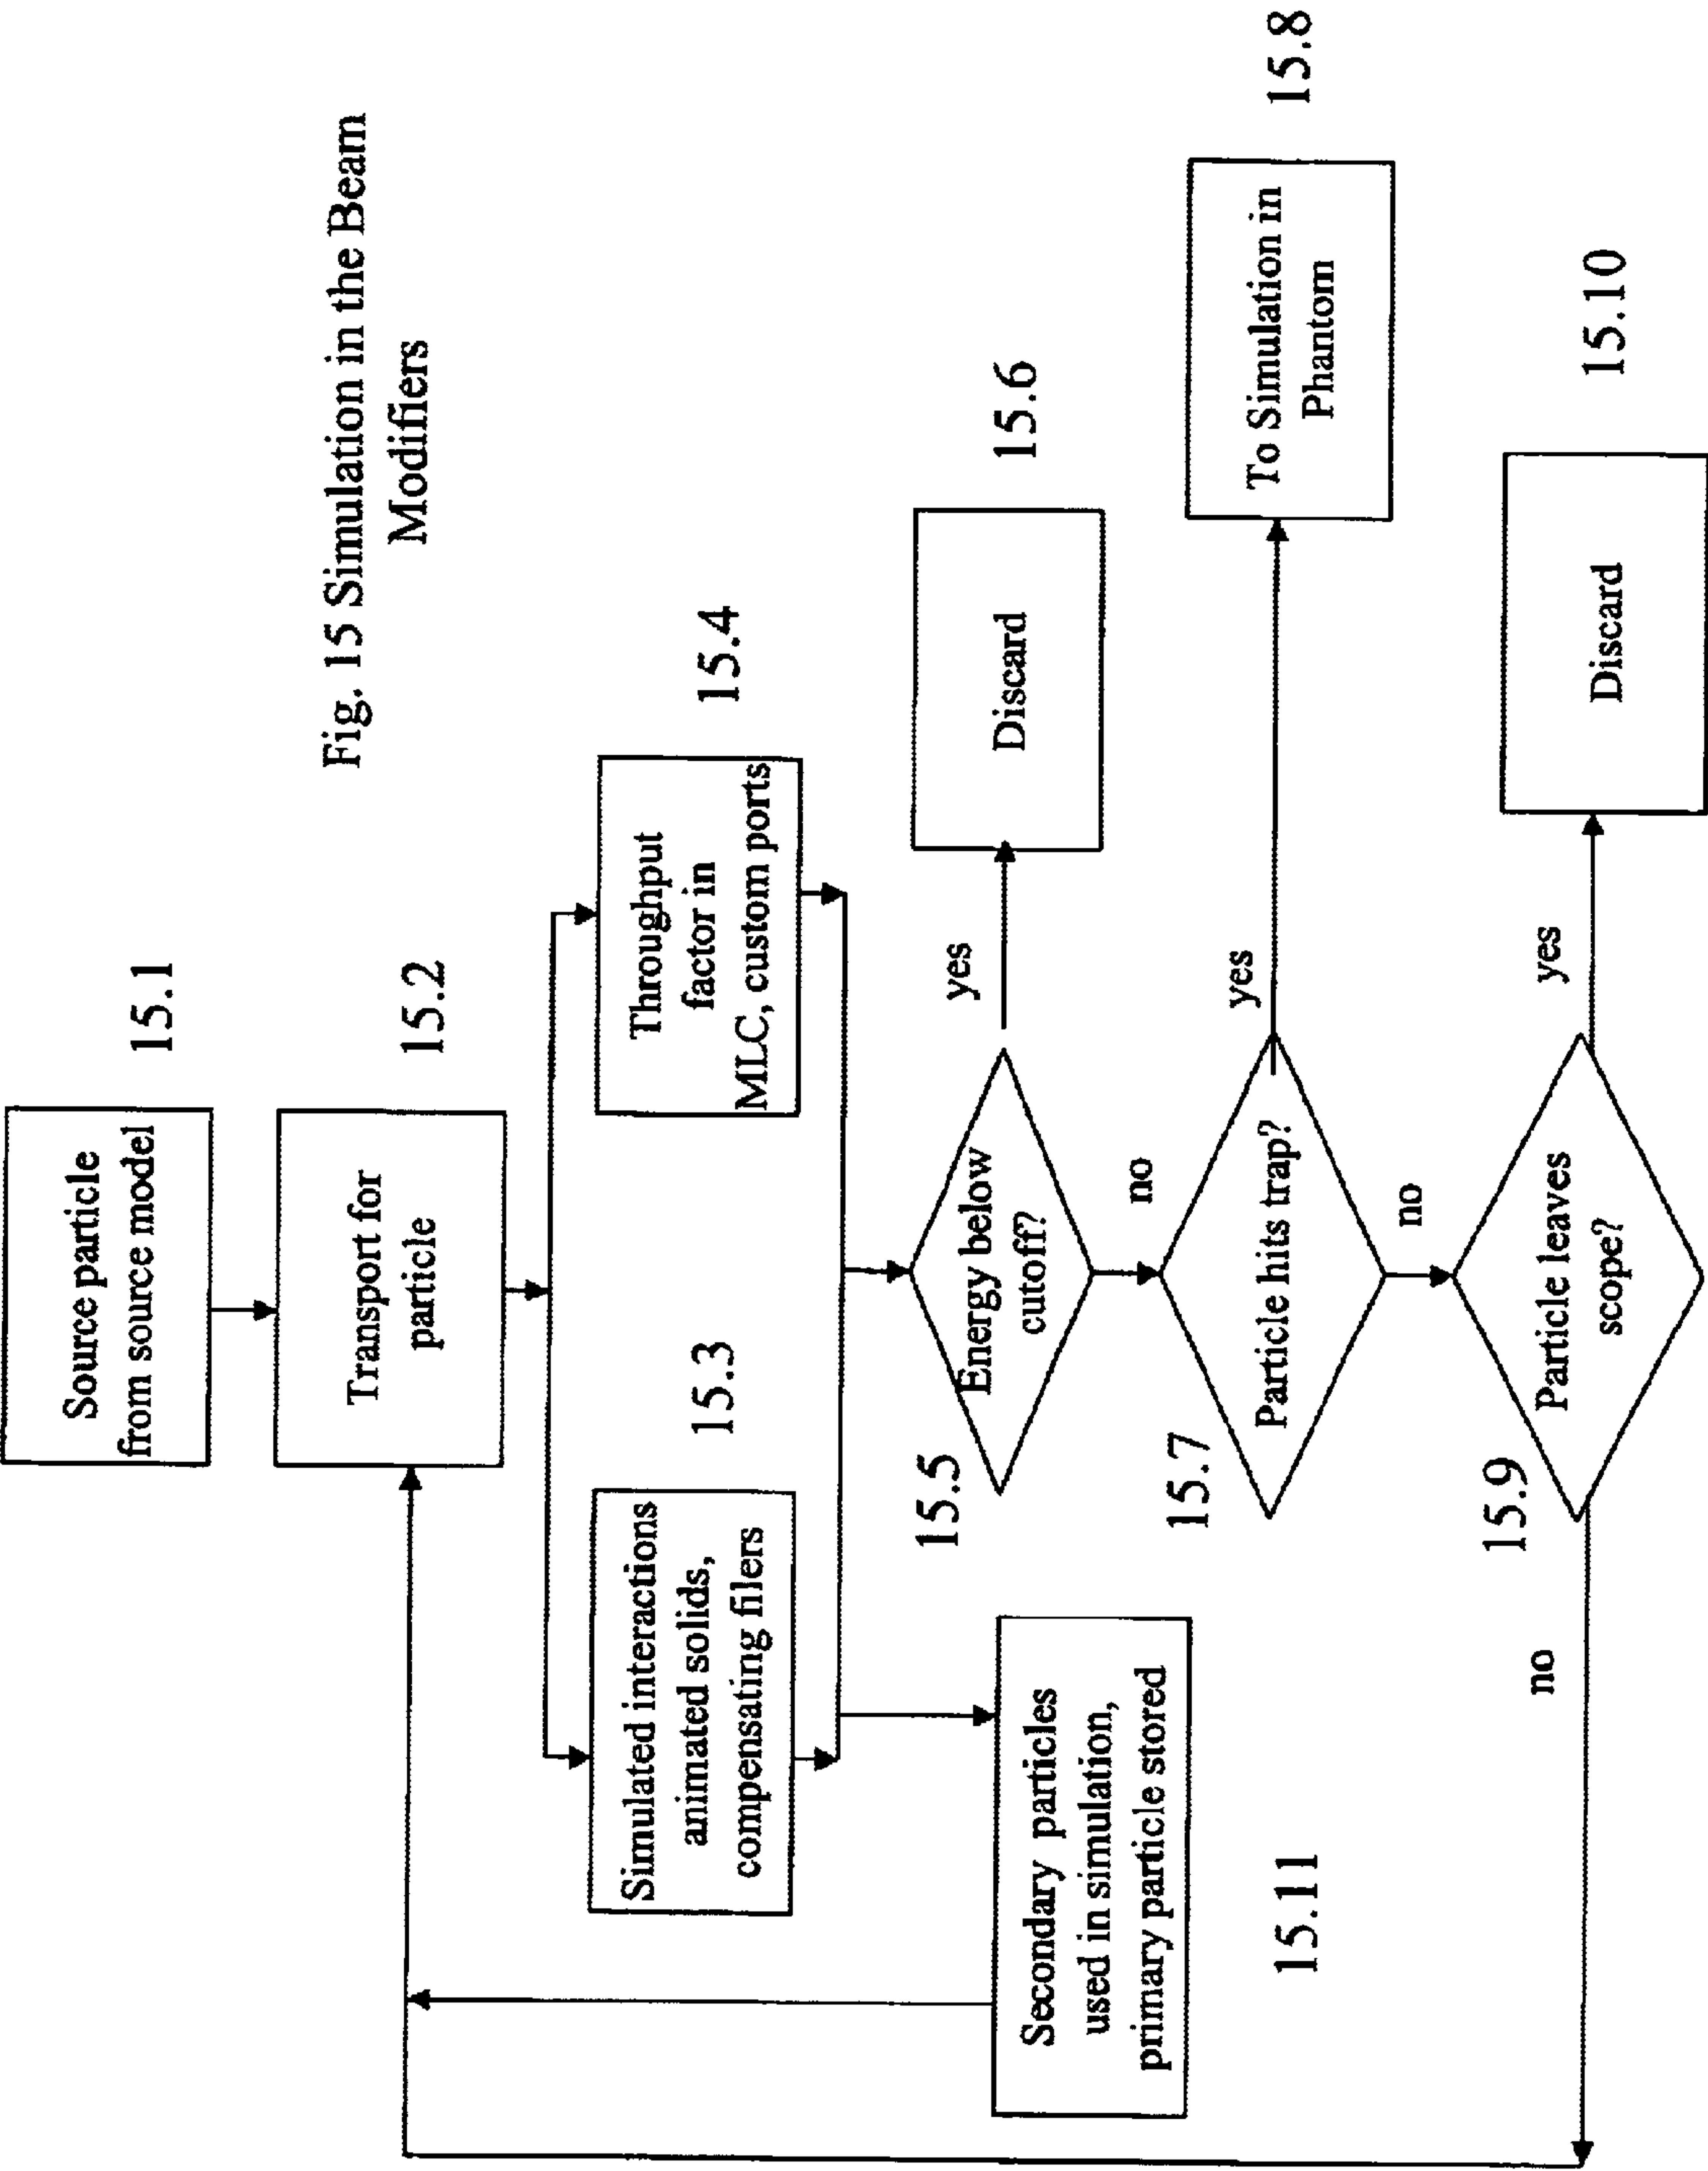 Fig. 15 Simulation in the Beam
Modifiers
Source particle
from source model
15.1
Transport for
particle
15.2
Simulated interactions
animated solids,
compensating filers
15.3
Throughput
factor in
MLC, custom ports
15.4
15.5
Energy below
cutoff?
yes
Discard
15.6
no
15.7
Particle hits trap?
yes
To Simulation in
Phantom
15.8
no
15.9
Particle leaves
scope?
yes
Discard
15.10
no
Secondary particles
used in simulation,
primary particle stored
15.11